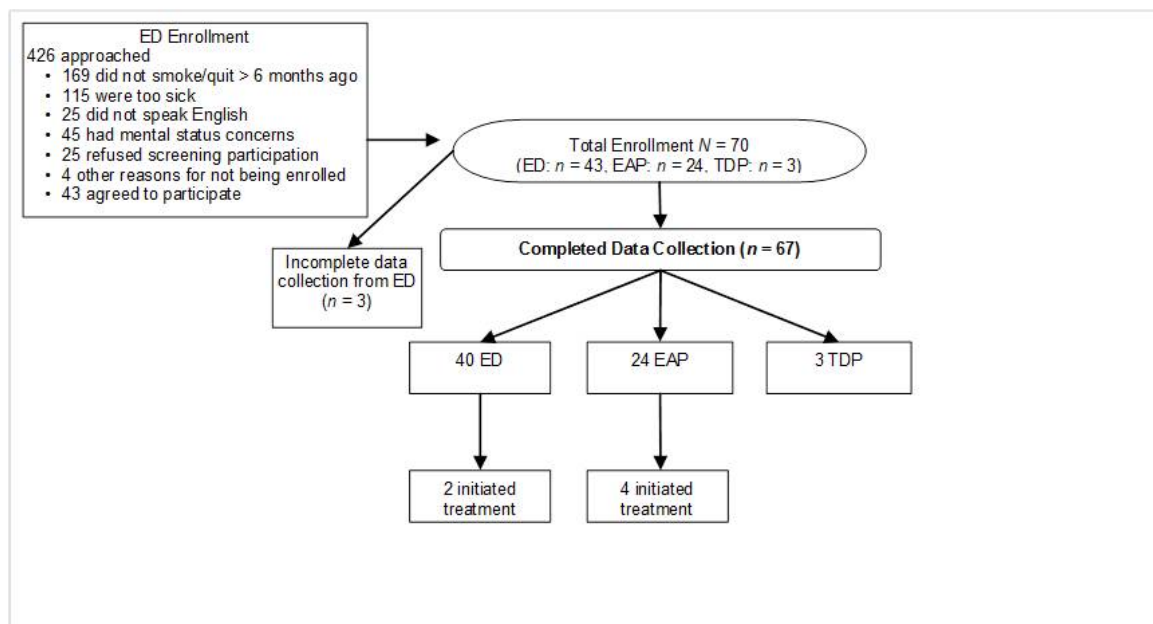 ED Enrollment
426 approached
• 169 did not smoke/quit > 6 months ago
• 115 were too sick
• 25 did not speak English
• 45 had mental status concerns
• 25 refused screening participation
• 4 other reasons for not being enrolled
• 43 agreed to participate
Total Enrollment N = 70
(ED: n = 43, EAP: n = 24, TDP: n = 3)
Incomplete data
collection from ED
(n = 3)
Completed Data Collection (n = 67)
40 ED
24 EAP
3 TDP
2 initiated
treatment
4 initiated
treatment